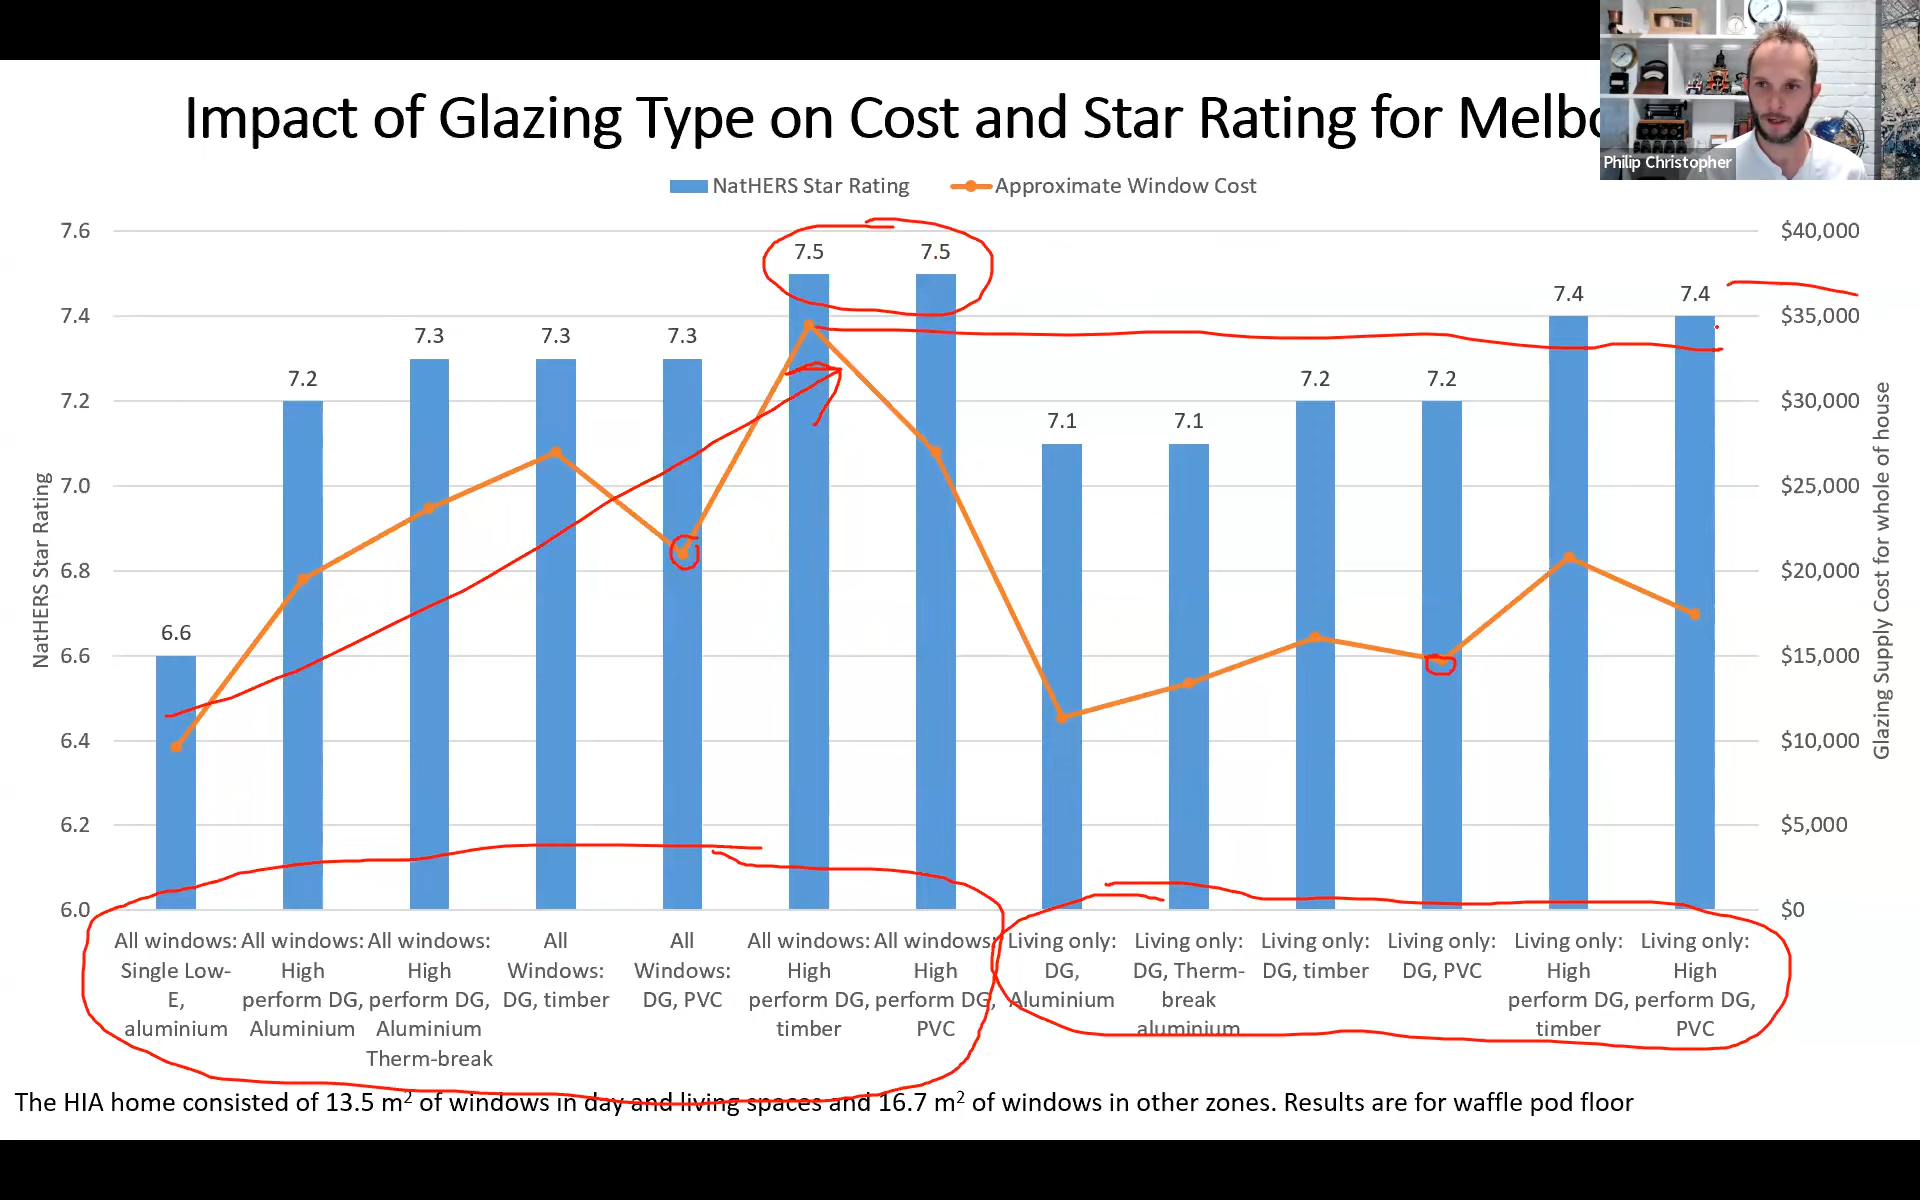 Impact of Glazing Type on Cost and Star Rating for Melbo
Philip Christopher
NatHERS Star Rating
Approximate Window Cost
7.6
7.4
7.2
7.0
6.8
6.6
6.4
6.2
6.0
NatHERS Star Rating
6.6
7.2
7.3
7.3
7.3
7.5
7.5
7.1
7.1
7.2
7.2
7.4
7.4
$40,000
$35,000
$30,000
$25,000
$20,000
$15,000
$10,000
$5,000
$0
Glazing Supply Cost for whole of house
All windows:
Single Low-
E,
aluminium
All windows:
High
perform DG,
Aluminium
All windows:
High
perform DG,
Aluminium
Therm-break
All
Windows:
DG, timber
All
Windows:
DG, PVC
All windows:
High
perform DG,
timber
All windows:
High
perform DG,
PVC
Living only:
DG,
Aluminium
Living only:
DG, Therm-
break
aluminium
Living only:
DG, timber
Living only:
DG, PVC
Living only:
High
perform DG,
timber
Living only:
High
perform DG,
PVC
The HIA home consisted of 13.5 m² of windows in day and living spaces and 16.7 m² of windows in other zones. Results are for waffle pod floor